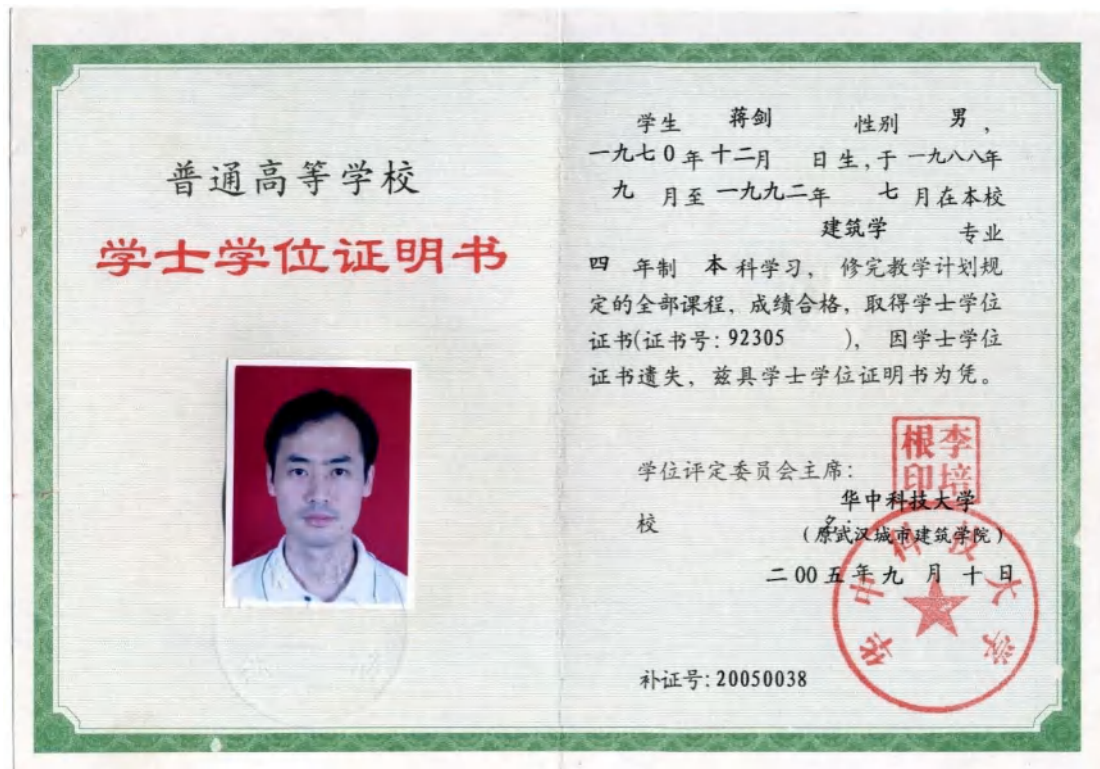 普通高等学校
学士学位证明书
学生 蒋剑 性别 男，
一九七0年十二月 日生，于 一九八八年
九 月至 一九九二年 七 月在本校
建筑学 专业
四 年制 本 科学习， 修完教学计划规
定的全部课程，成绩合格，取得学士学位
证书(证书号：92305 )， 因学士学位
证书遗失，兹具学士学位证明书为凭。
学位评定委员会主席：
李培根印
华中科技大学
校 名：
(原武汉城市建筑学院)
二00五年九 月 十 日
华中科技大学
补证号：20050038